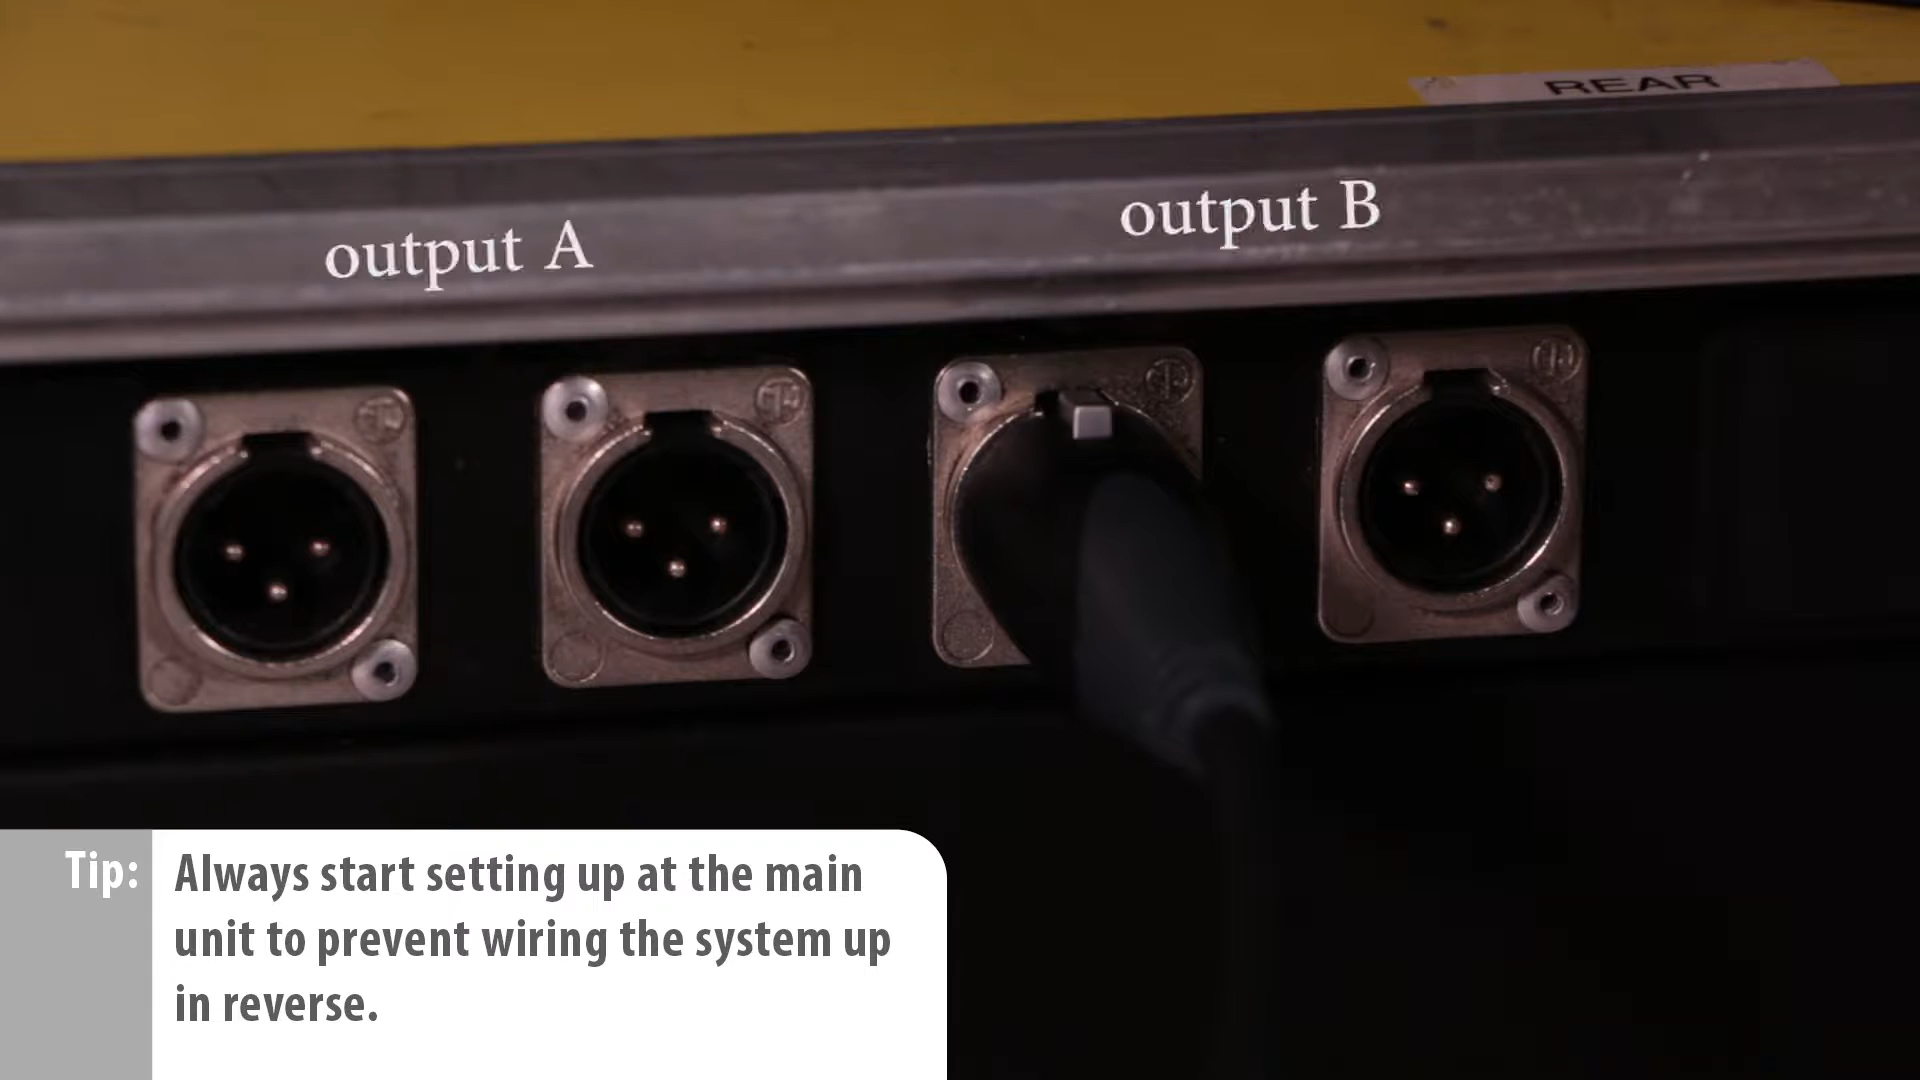 REAR
output A
output B
Tip:
Always start setting up at the main
unit to prevent wiring the system up
in reverse.